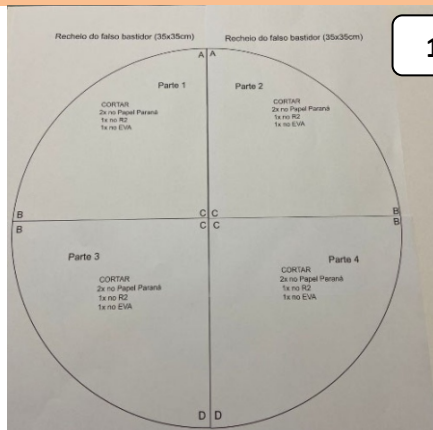 1
Recheio do falso bastidor (35x35cm) Recheio do falso bastidor (35x35cm)
A A
Parte 1 Parte 2
CORTAR
2x no Papel Paraná
1x no R2
1x no EVA
CORTAR
2x no Papel Paraná
1x no R2
1x no EVA
B C C B
B C C B
Parte 3
CORTAR
2x no Papel Paraná
1x no R2
1x no EVA
Parte 4
CORTAR
2x no Papel Paraná
1x no R2
1x no EVA
D D